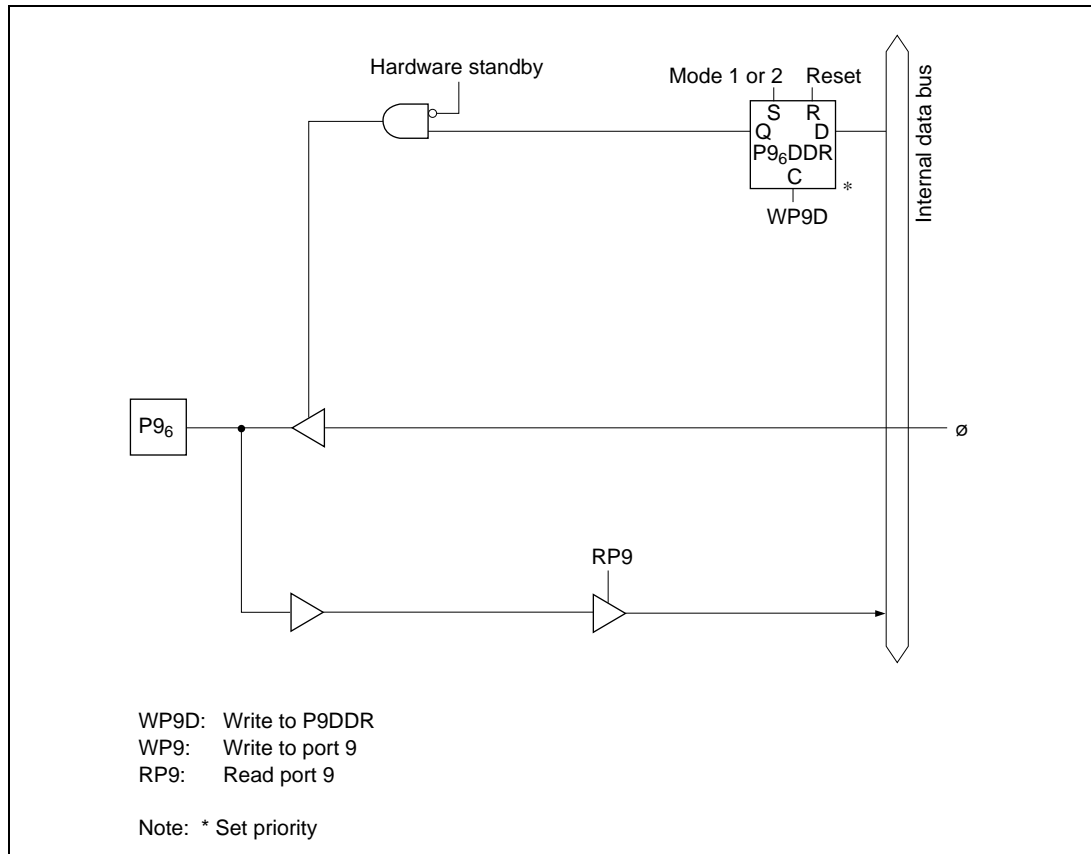 Hardware standby
Mode 1 or 2 Reset
S R
Q D
P9₆DDR
C
*
WP9D
Internal data bus
P9₆
ø
RP9
WP9D: Write to P9DDR
WP9: Write to port 9
RP9: Read port 9
Note: * Set priority